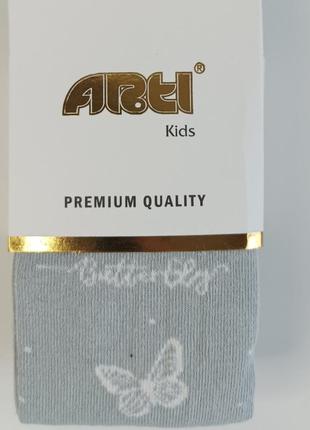 ARTI®
Kids
PREMIUM QUALITY
Butterfly